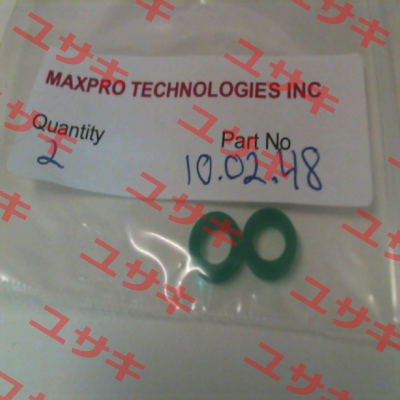 MAXPRO TECHNOLOGIES INC
Quantity Part No
2 10.02.48
ユサキ